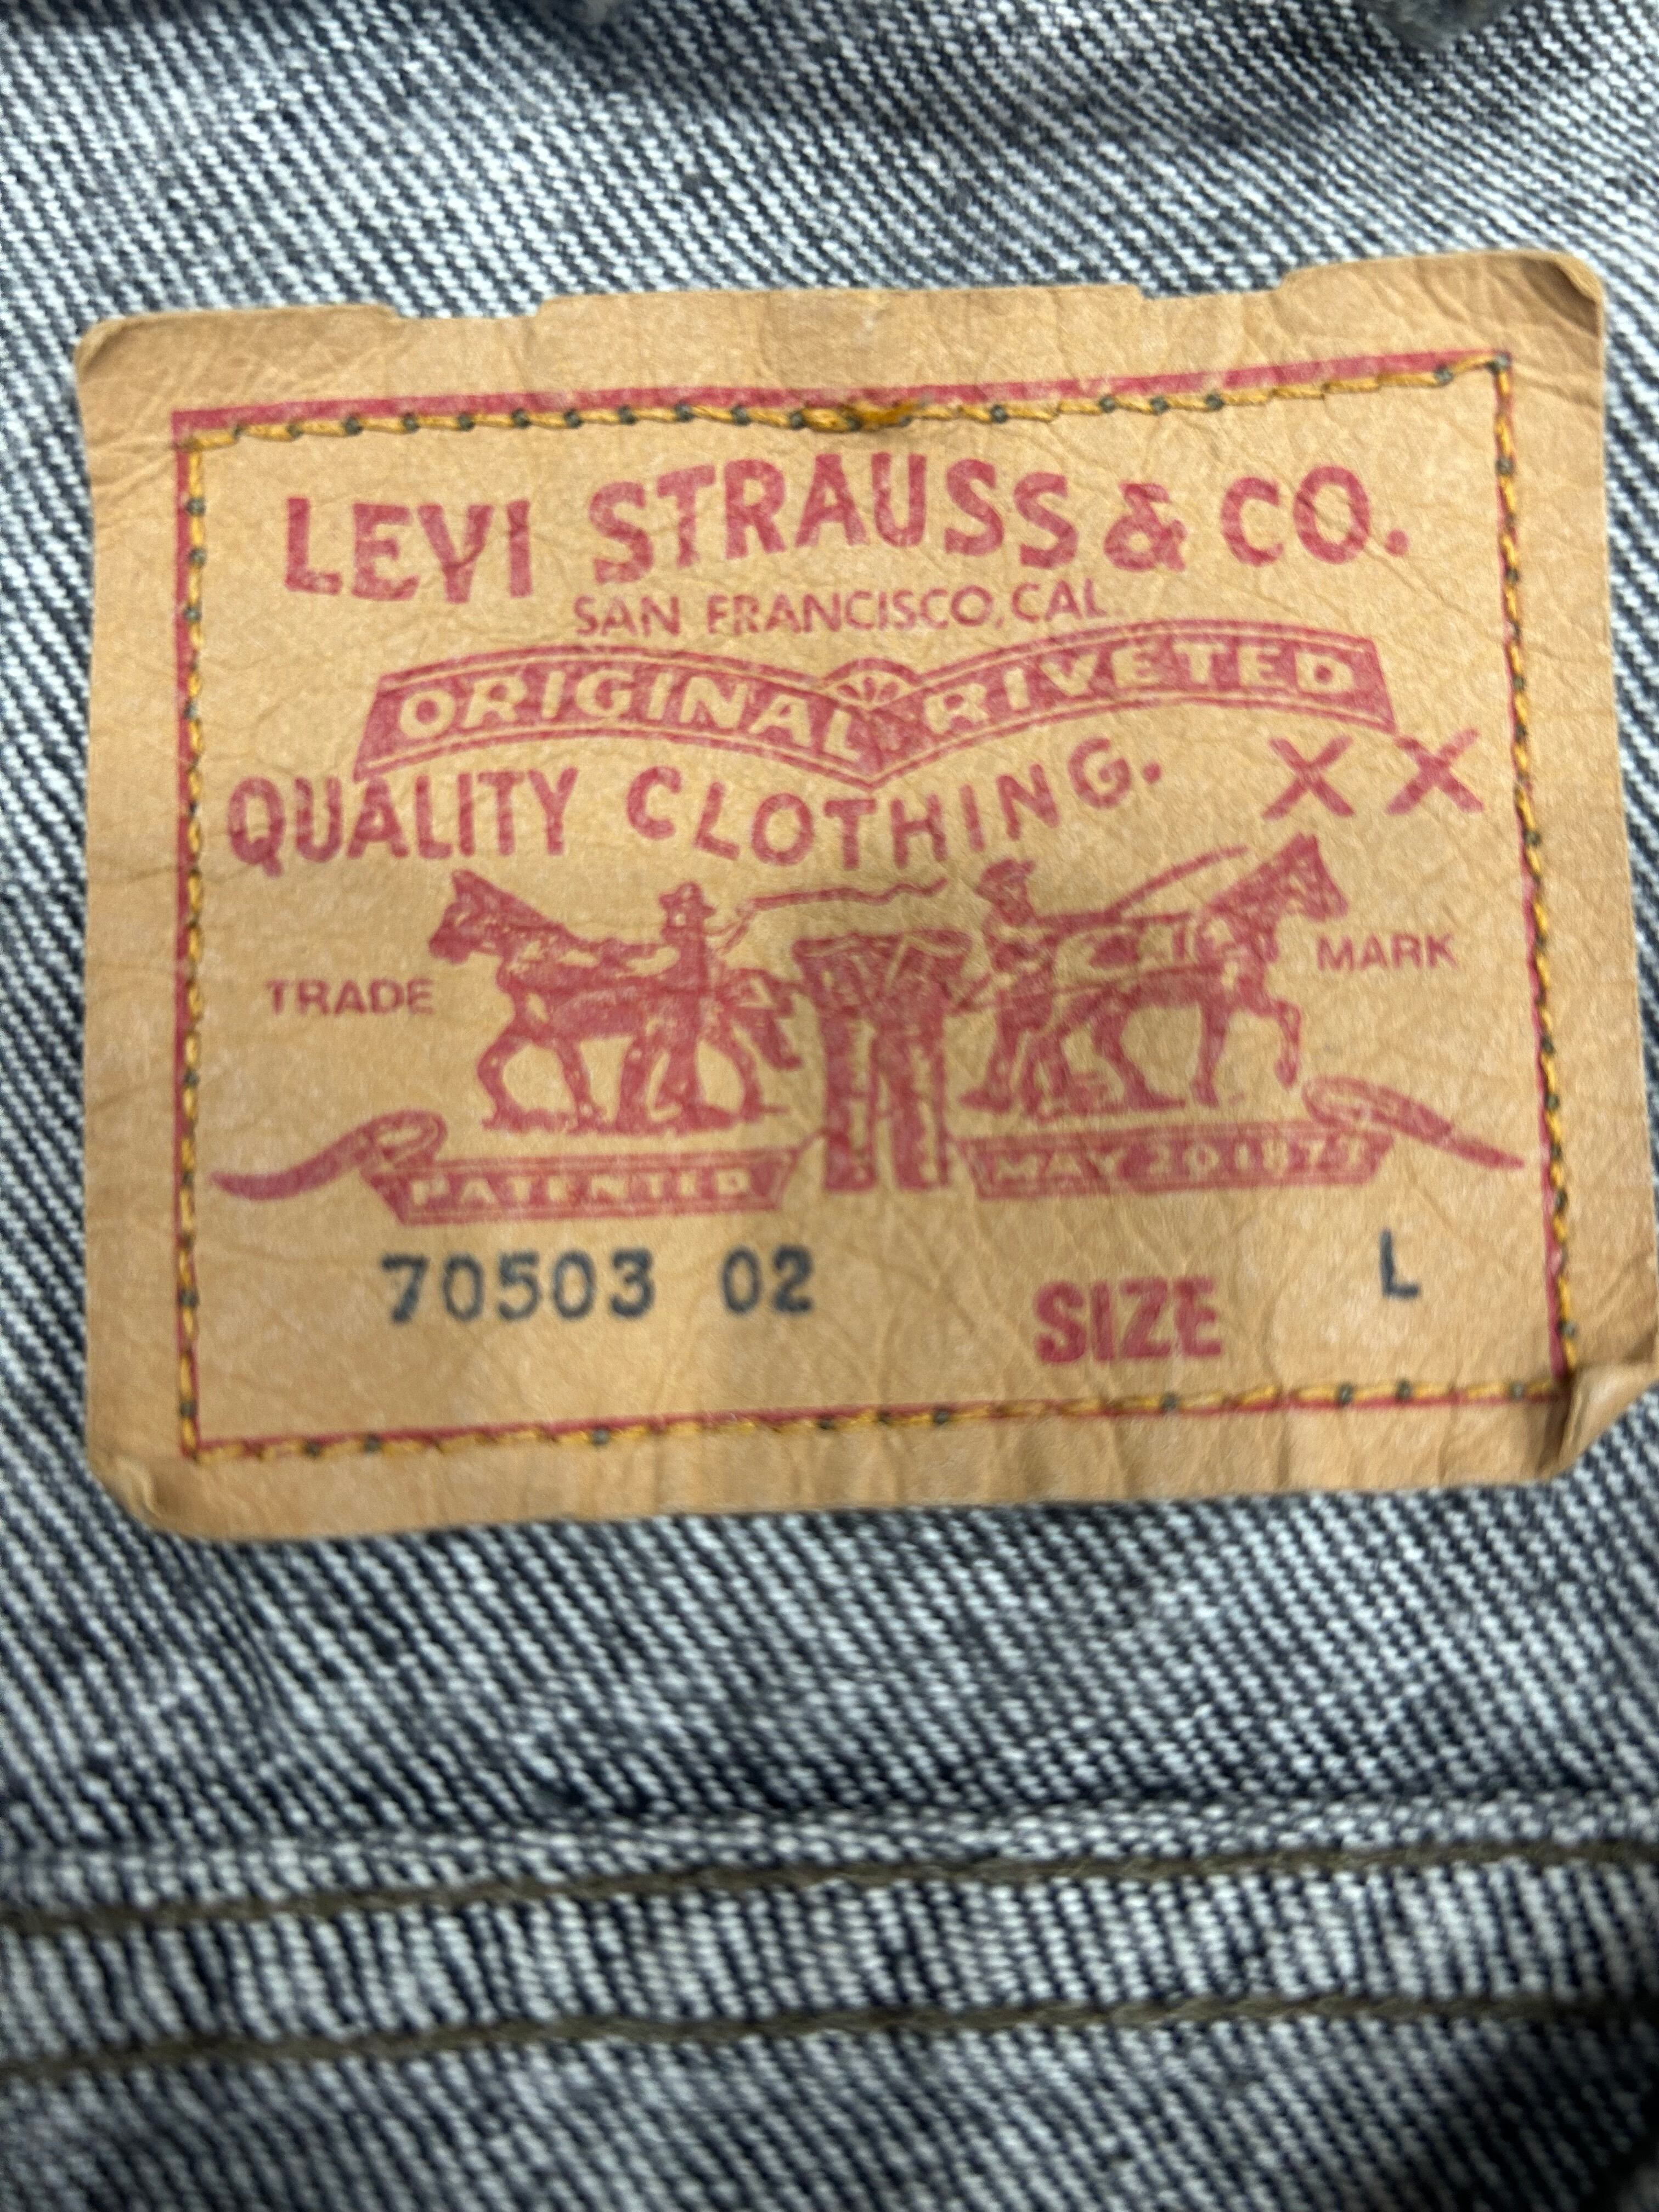 LEVI STRAUSS & CO.
SAN FRANCISCO, CAL.
ORIGINAL RIVETED
QUALITY CLOTHING. XX
TRADE MARK
PATENTED MAY 20 1873
70503 02 SIZE L